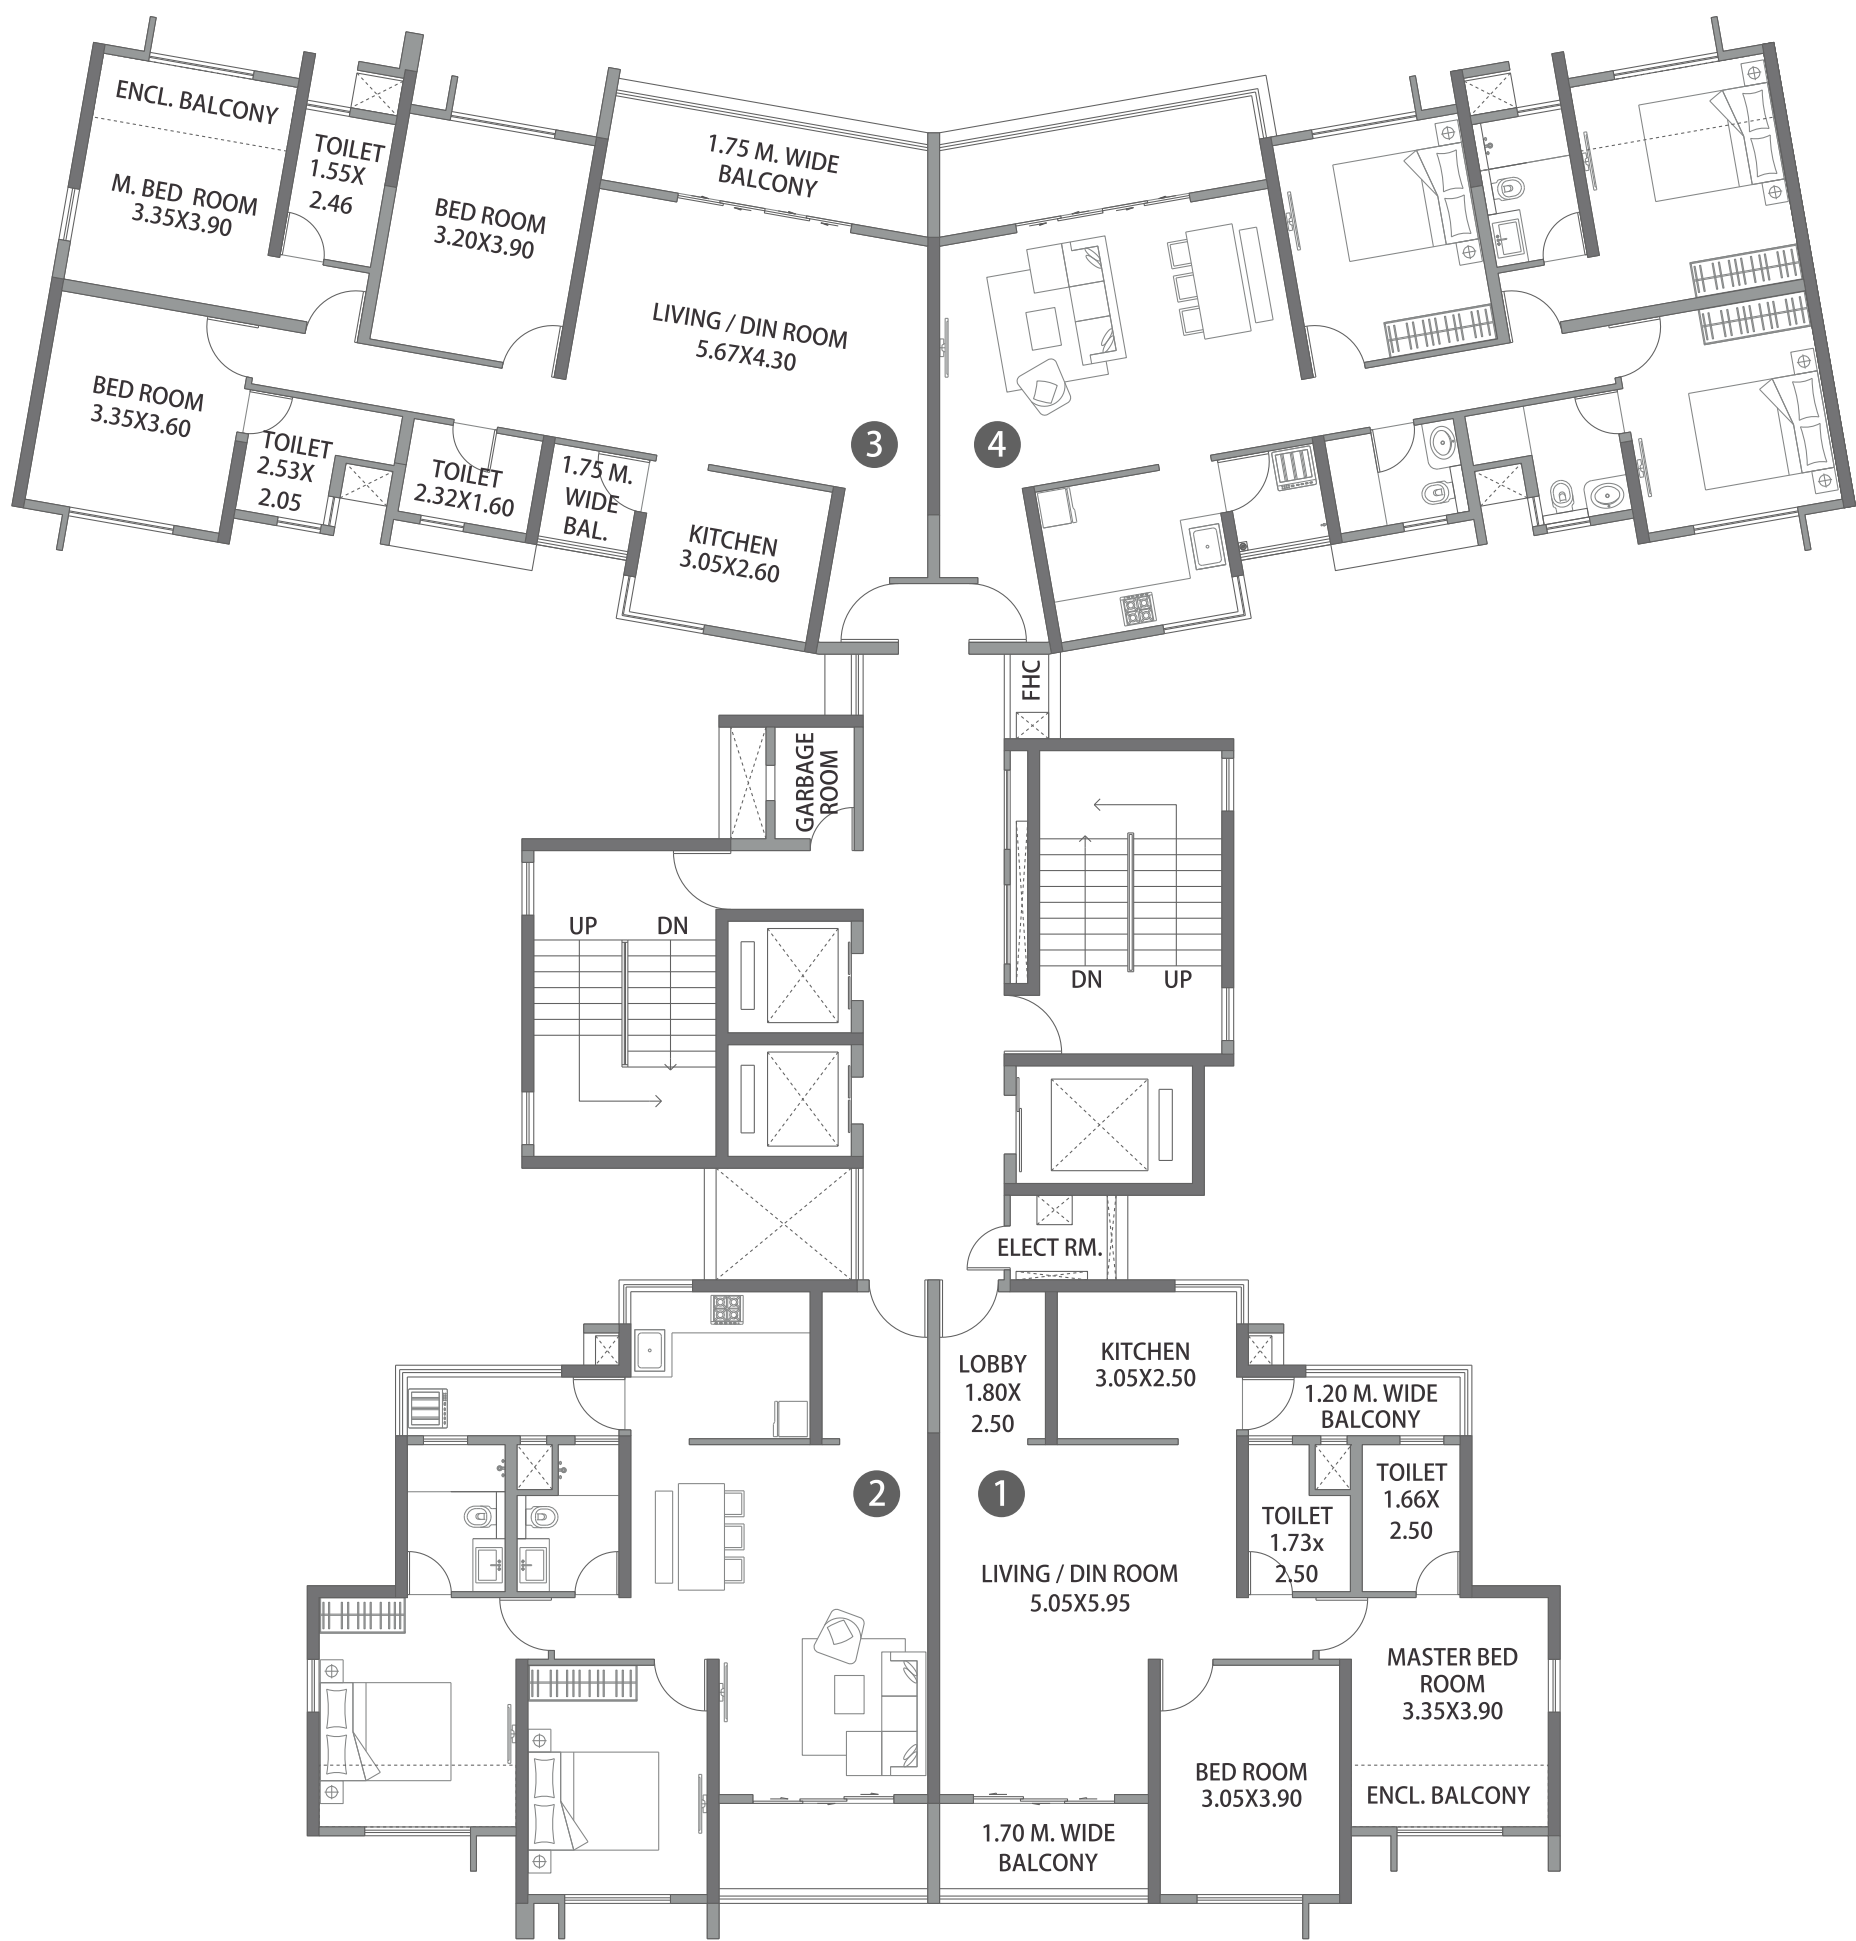 ENCL. BALCONY
M. BED ROOM
3.35X3.90
TOILET
1.55X
2.46
BED ROOM
3.20X3.90
1.75 M. WIDE
BALCONY
LIVING / DIN ROOM
5.67X4.30
BED ROOM
3.35X3.60
TOILET
2.53X
2.05
TOILET
2.32X1.60
1.75 M.
WIDE
BAL.
KITCHEN
3.05X2.60
3
4
FHC
GARBAGE
ROOM
UP
DN
DN
UP
ELECT RM.
LOBBY
1.80X
2.50
KITCHEN
3.05X2.50
1.20 M. WIDE
BALCONY
2
1
TOILET
1.73x
2.50
TOILET
1.66X
2.50
LIVING / DIN ROOM
5.05X5.95
MASTER BED
ROOM
3.35X3.90
BED ROOM
3.05X3.90
ENCL. BALCONY
1.70 M. WIDE
BALCONY